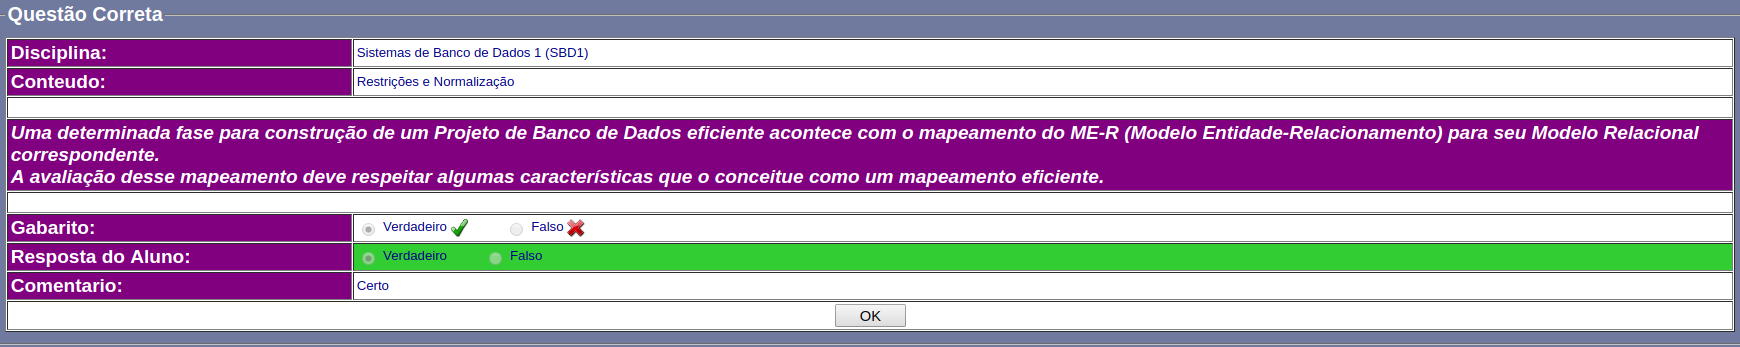 Questão Correta
Disciplina: Sistemas de Banco de Dados 1 (SBD1)
Conteudo: Restrições e Normalização
Uma determinada fase para construção de um Projeto de Banco de Dados eficiente acontece com o mapeamento do ME-R (Modelo Entidade-Relacionamento) para seu Modelo Relacional
correspondente.
A avaliação desse mapeamento deve respeitar algumas características que o conceitue como um mapeamento eficiente.
Gabarito: Verdadeiro Falso
Resposta do Aluno: Verdadeiro Falso
Comentario: Certo
OK